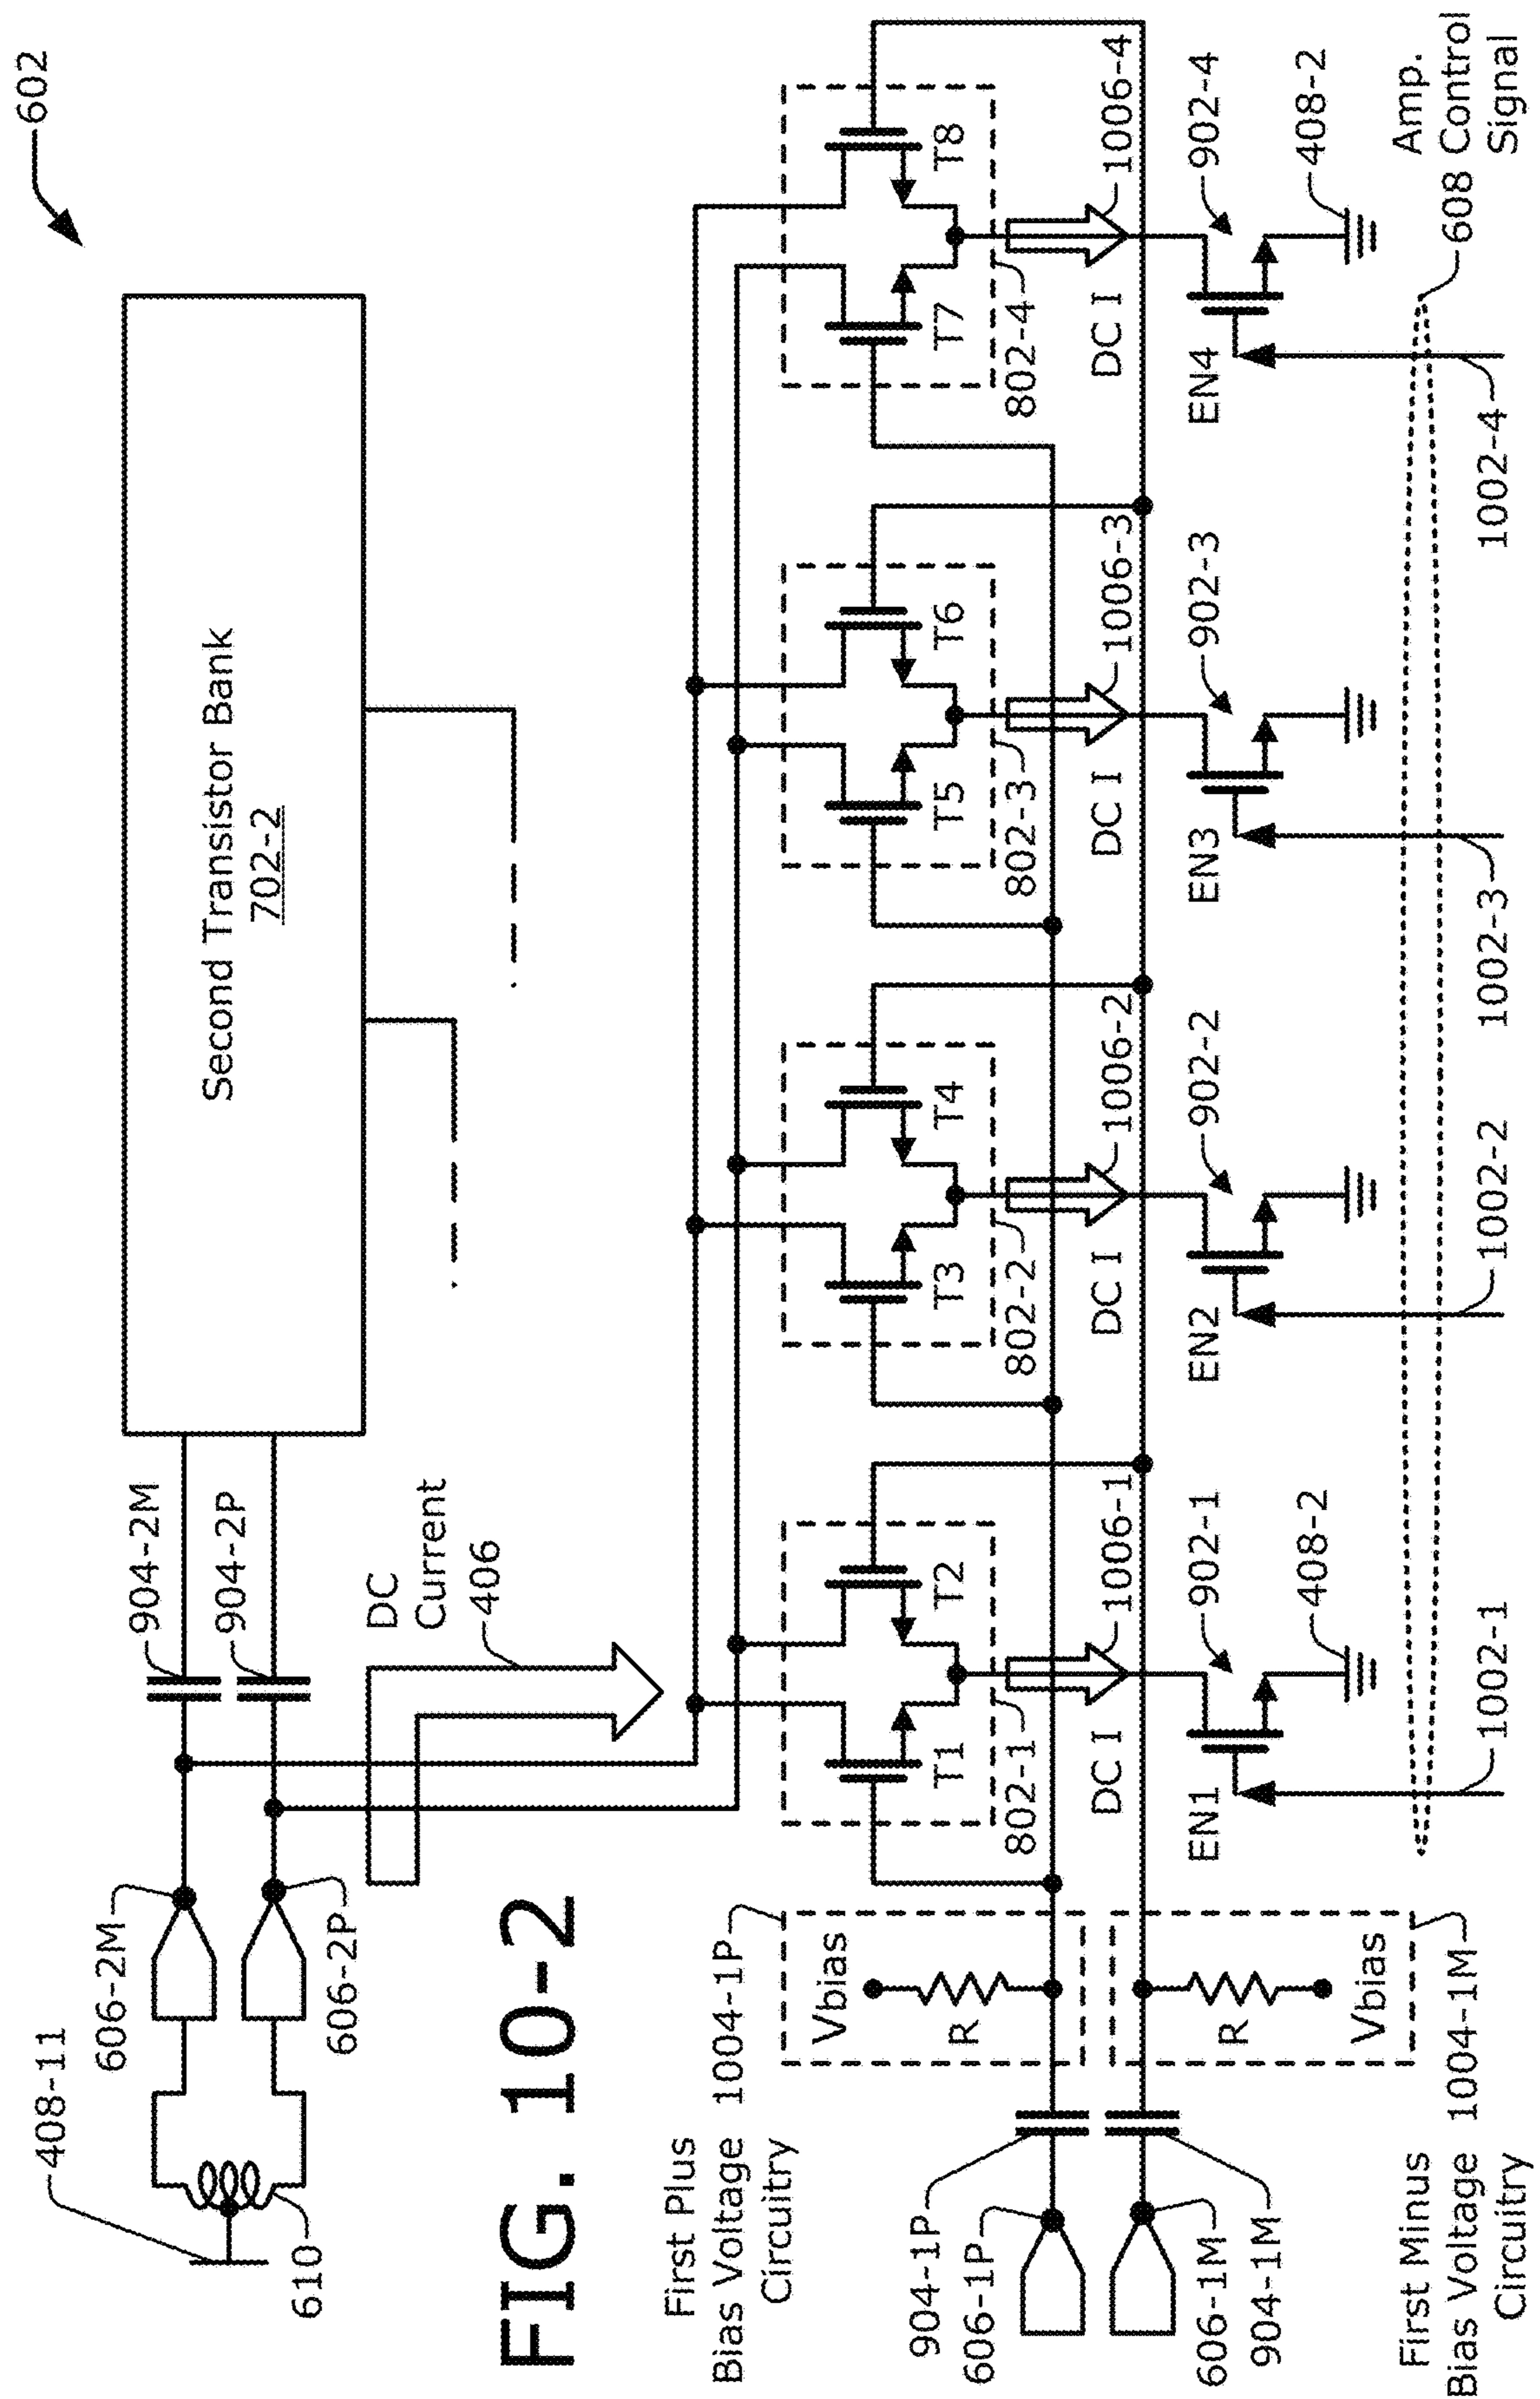 602
Second Transistor Bank
702-2
904-2M
904-2P
408-11
606-2M
606-2P
610
DC
Current
406
FIG. 10-2
T1
T2
T3
T4
T5
T6
T7
T8
802-1
802-2
802-3
802-4
DC I
1006-1
DC I
1006-2
DC I
1006-3
DC I
1006-4
First Plus
Bias Voltage 1004-1P
Circuitry
Vbias
R
904-1P
606-1P
606-1M
904-1M
R
Vbias
First Minus
Bias Voltage 1004-1M
Circuitry
EN1
902-1
408-2
1002-1
EN2
902-2
1002-2
EN3
902-3
1002-3
EN4
902-4
408-2
1002-4
Amp.
608 Control
Signal